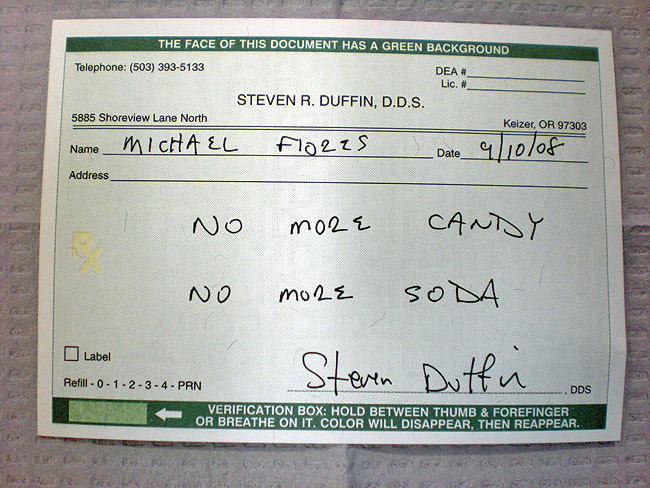 THE FACE OF THIS DOCUMENT HAS A GREEN BACKGROUND
Telephone: (503) 393-5133
DEA #
Lic. #
STEVEN R. DUFFIN, D.D.S.
5885 Shoreview Lane North Keizer, OR 97303
Name MICHAEL FLORES Date 9/10/08
Address
NO MORE CANDY
RX
NO MORE SODA
Label
Refill - 0 - 1 - 2 - 3 - 4 - PRN
Steven Duffin , DDS
VERIFICATION BOX: HOLD BETWEEN THUMB & FOREFINGER
OR BREATHE ON IT. COLOR WILL DISAPPEAR, THEN REAPPEAR.